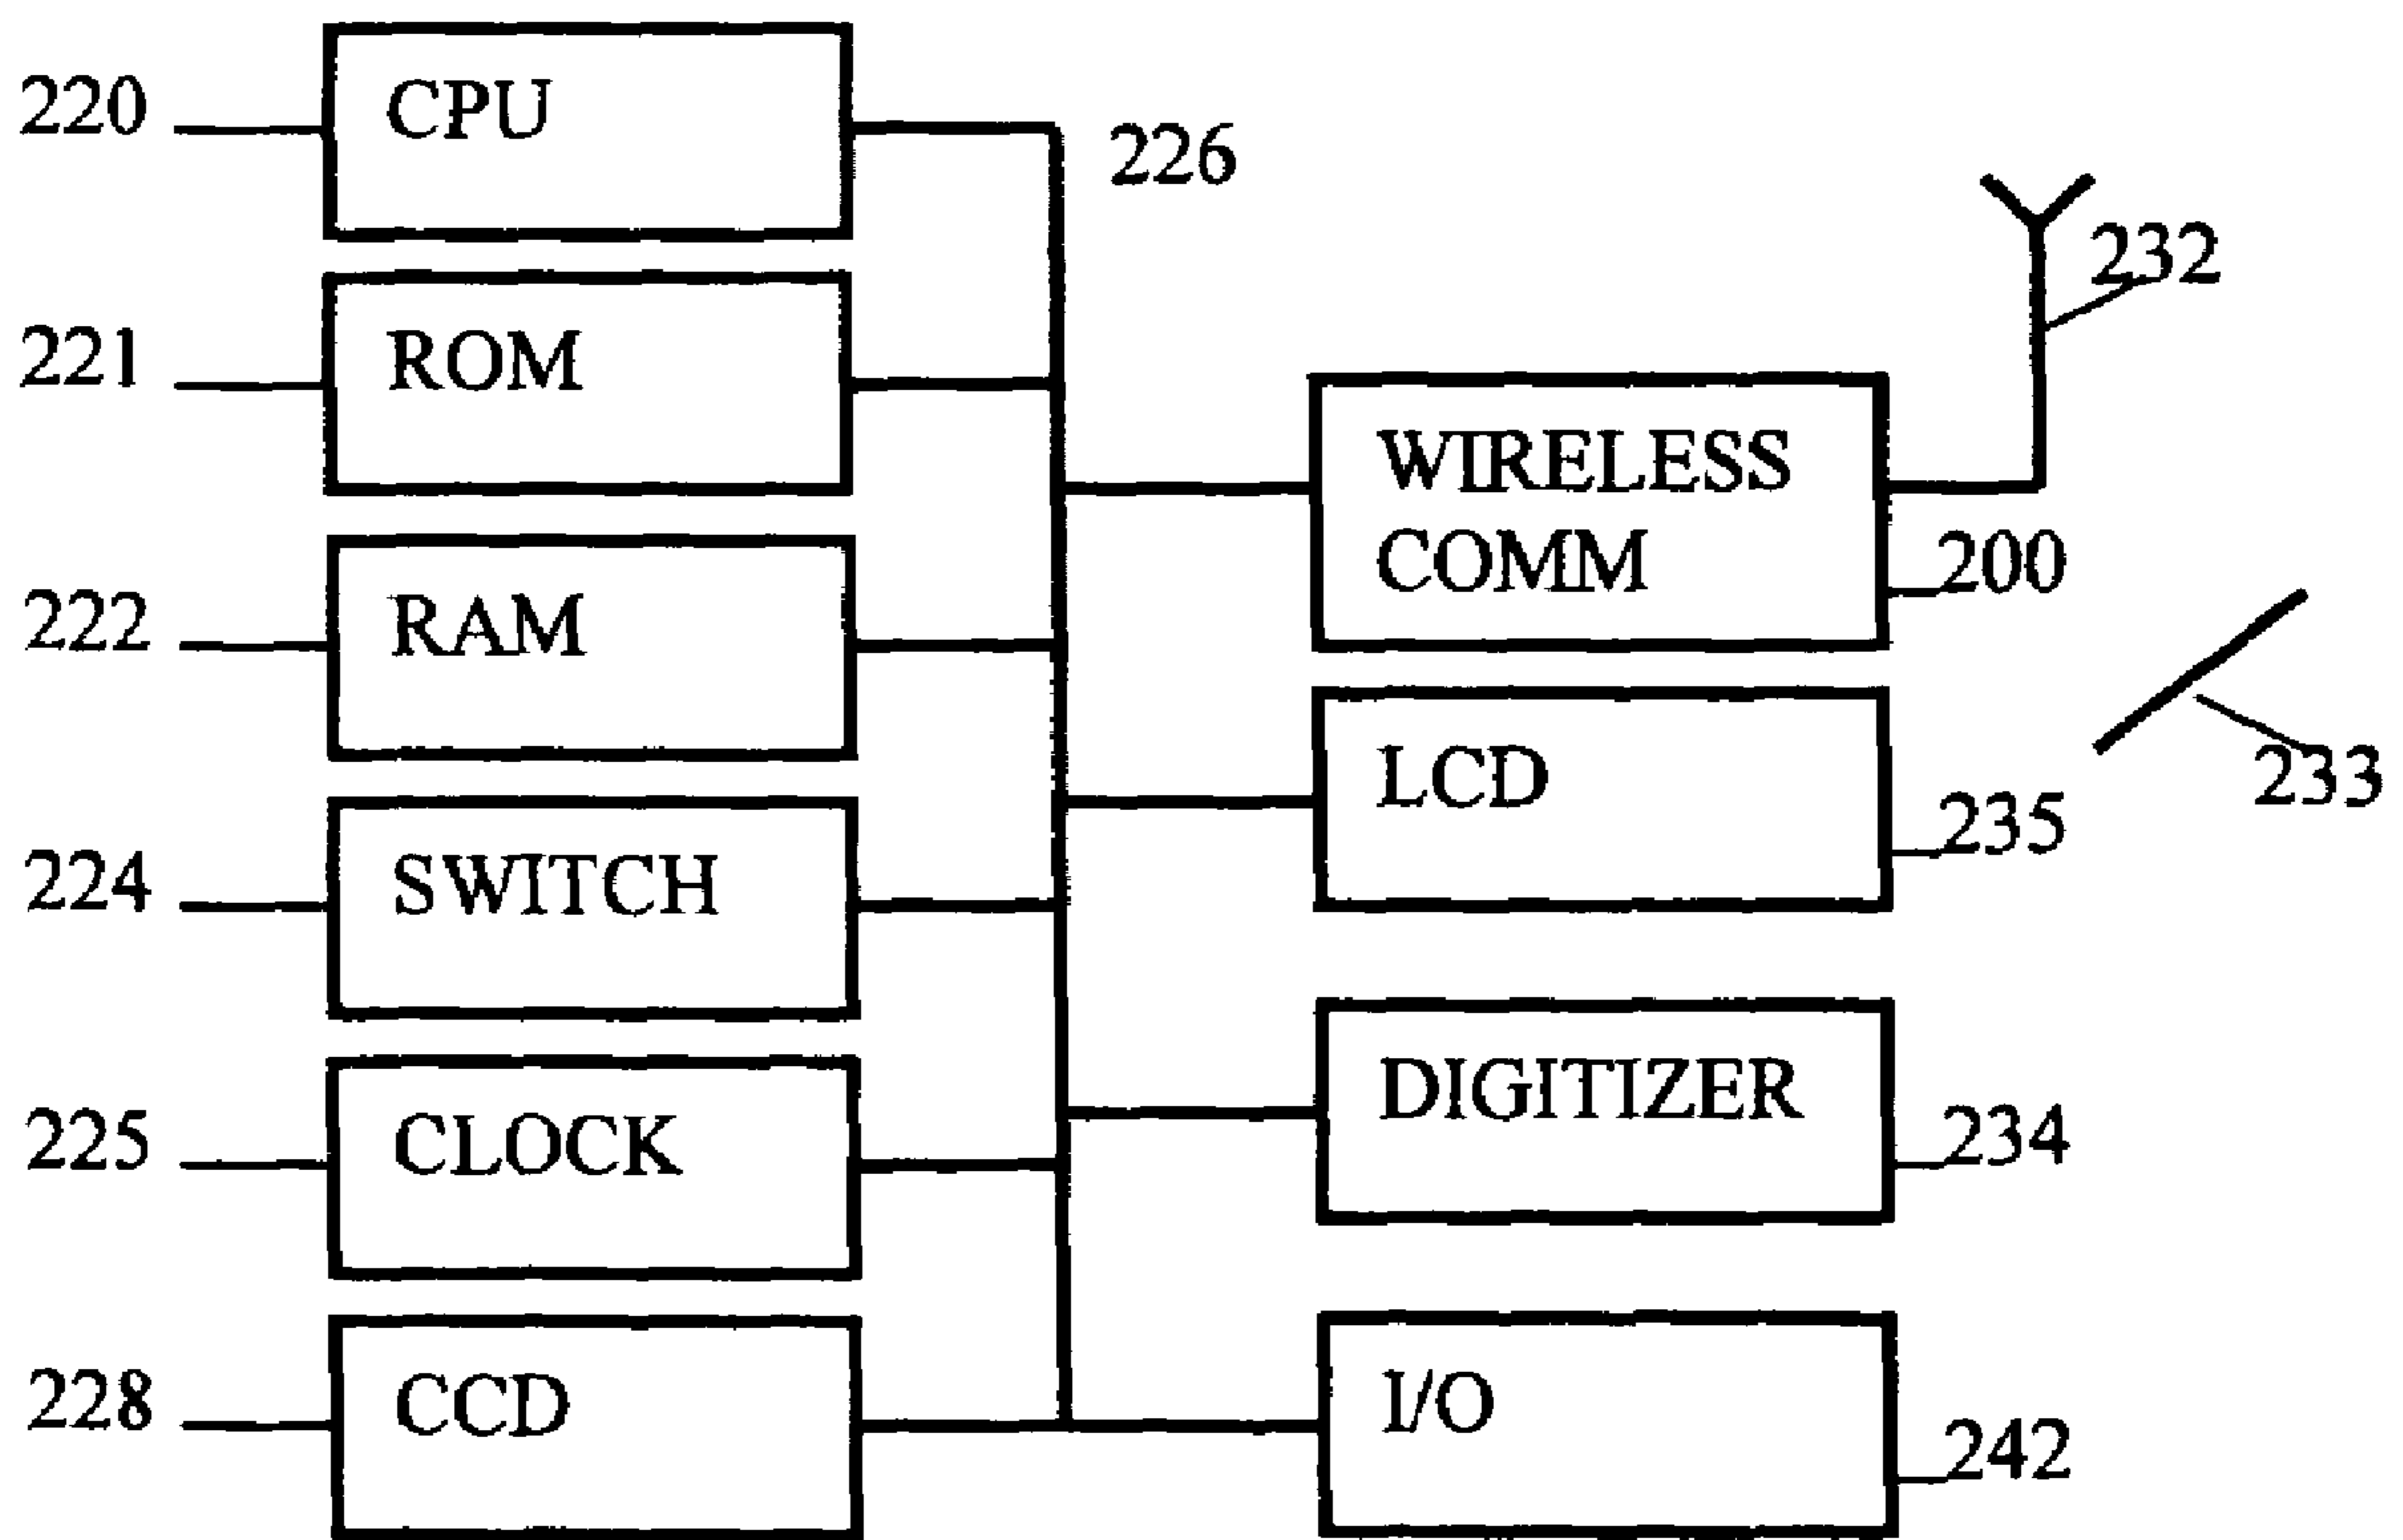 220
CPU
226
232
221
ROM
WIRELESS
COMM
200
222
RAM
233
LCD
235
224
SWITCH
225
CLOCK
DIGITIZER
234
228
CCD
I/O
242